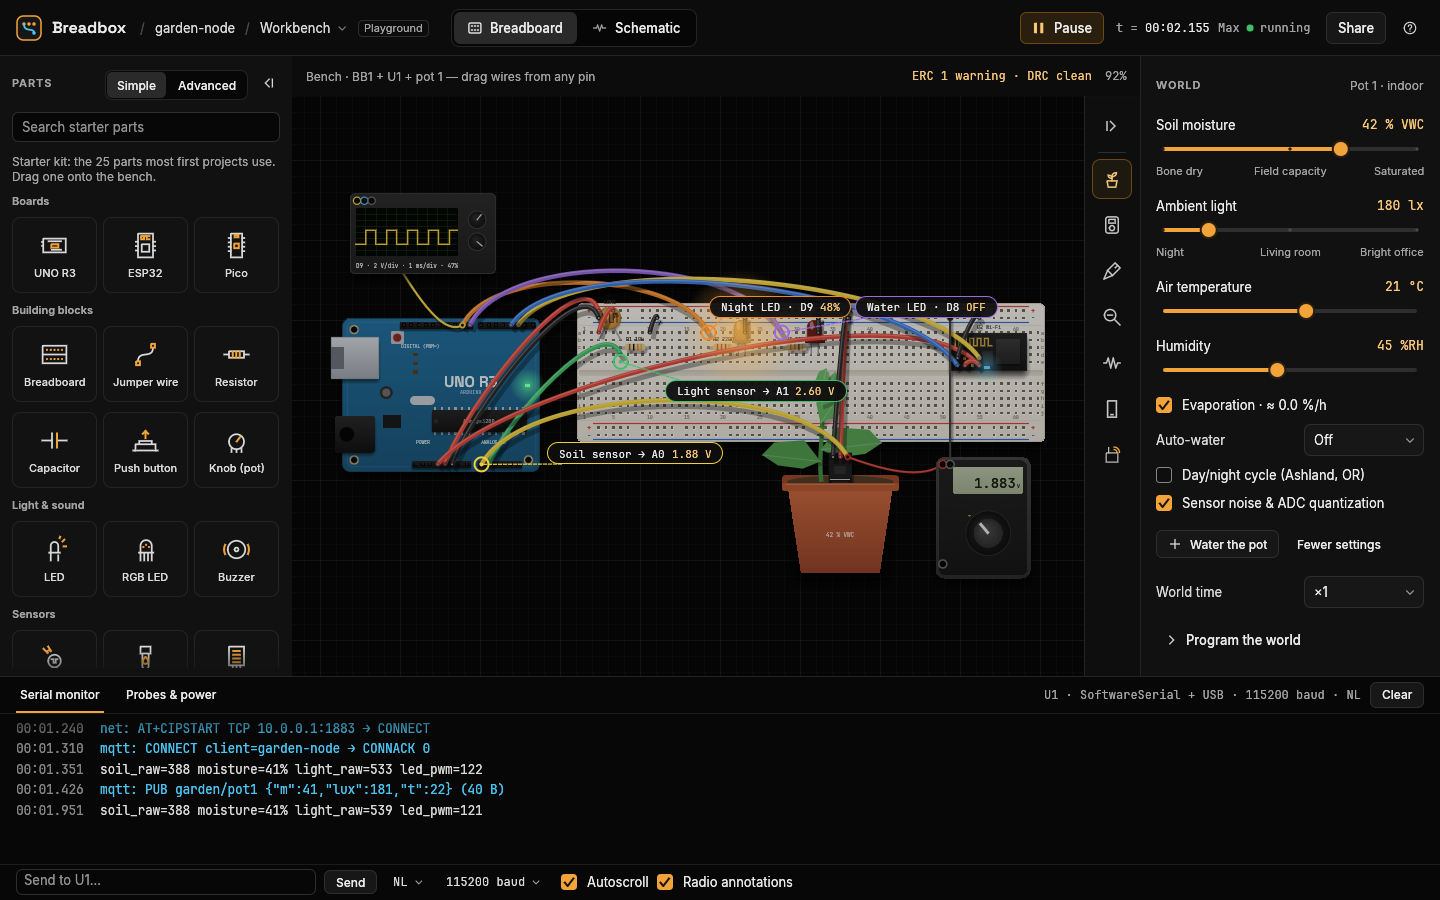 Breadbox / garden-node / Workbench Playground
Breadboard Schematic
Pause t = 00:02.155 Max running Share
PARTS Simple Advanced
Search starter parts
Starter kit: the 25 parts most first projects use.
Drag one onto the bench.
Boards
UNO R3 ESP32 Pico
Building blocks
Breadboard Jumper wire Resistor
Capacitor Push button Knob (pot)
Light & sound
LED RGB LED Buzzer
Sensors
Bench · BB1 + U1 + pot 1 — drag wires from any pin
ERC 1 warning · DRC clean 92%
D9 · 2 V/div · 1 ms/div · 47%
Night LED · D9 48%
Water LED · D8 OFF
DIGITAL (PWM~)
UNO R3
ARDUINO
POWER
ANALOG
Light sensor → A1 2.60 V
Soil sensor → A0 1.88 V
42 % VWC
1.883 V
WORLD Pot 1 · indoor
Soil moisture 42 % VWC
Bone dry Field capacity Saturated
Ambient light 180 lx
Night Living room Bright office
Air temperature 21 °C
Humidity 45 %RH
Evaporation · ≈ 0.0 %/h
Auto-water Off
Day/night cycle (Ashland, OR)
Sensor noise & ADC quantization
Water the pot Fewer settings
World time ×1
Program the world
Serial monitor Probes & power
U1 · SoftwareSerial + USB · 115200 baud · NL Clear
00:01.240 net: AT+CIPSTART TCP 10.0.0.1:1883 → CONNECT
00:01.310 mqtt: CONNECT client=garden-node → CONNACK 0
00:01.351 soil_raw=388 moisture=41% light_raw=533 led_pwm=122
00:01.426 mqtt: PUB garden/pot1 {"m":41,"lux":181,"t":22} (40 B)
00:01.951 soil_raw=388 moisture=41% light_raw=539 led_pwm=121
Send to U1... Send NL 115200 baud Autoscroll Radio annotations